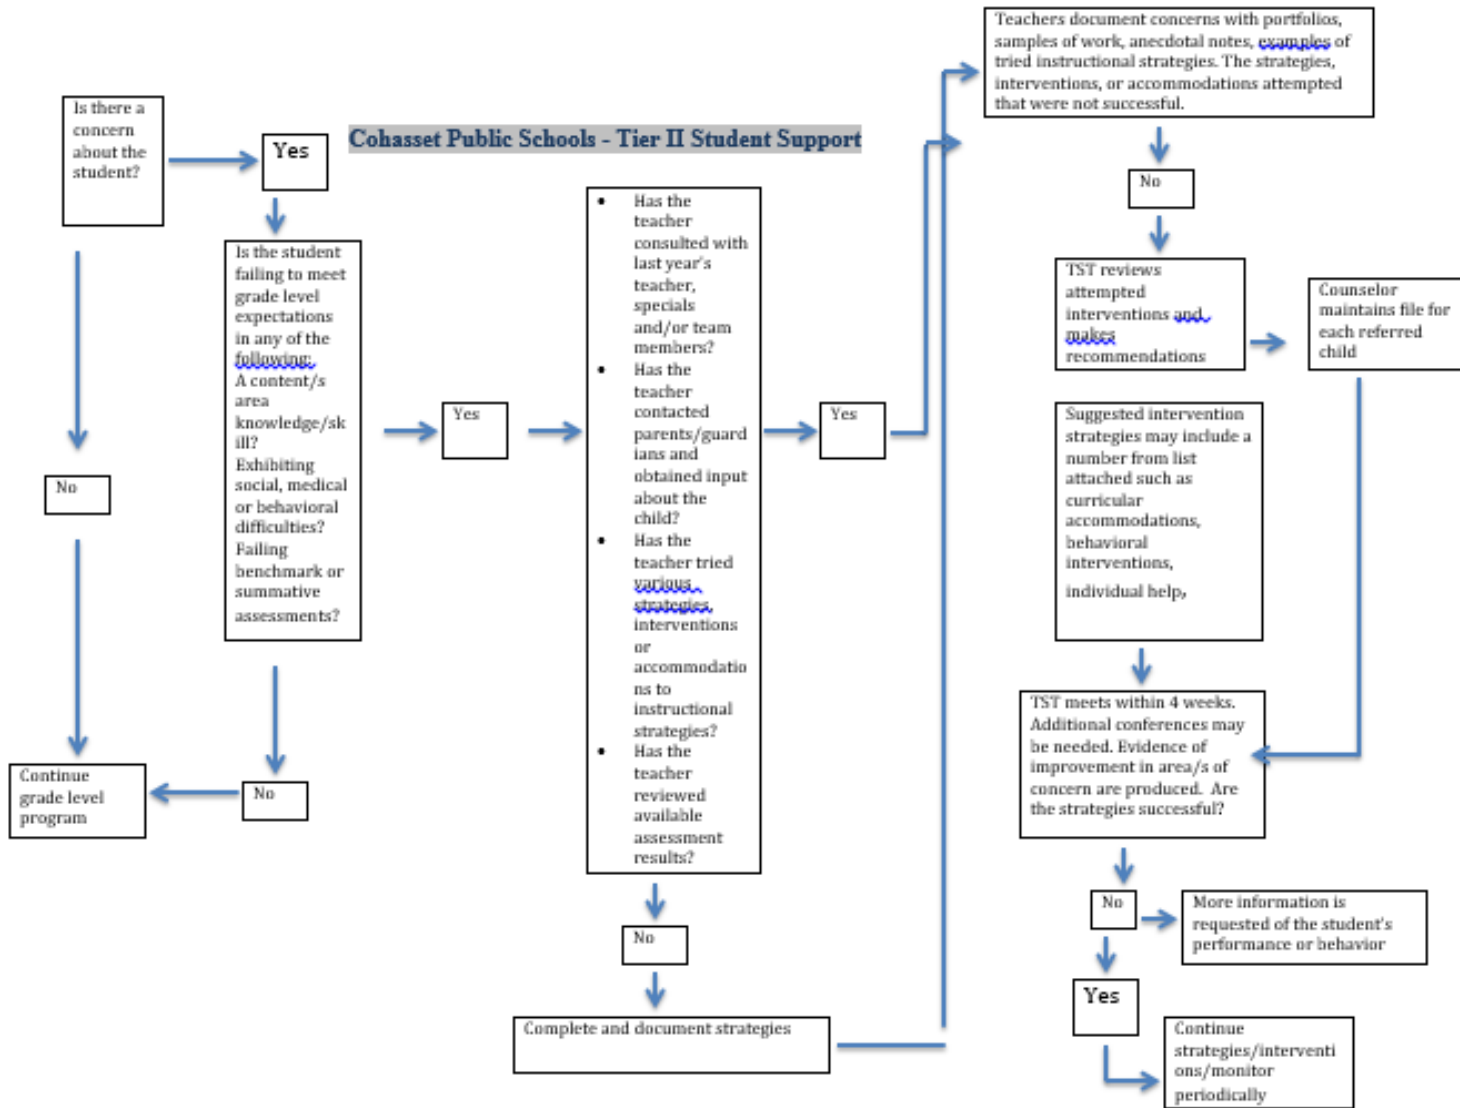 Cohasset Public Schools - Tier II Student Support
Is there a
concern
about the
student?
Yes
No
Is the student
failing to meet
grade level
expectations
in any of the
following:
A content/s
area
knowledge/sk
ill?
Exhibiting
social, medical
or behavioral
difficulties?
Failing
benchmark or
summative
assessments?
No
Continue
grade level
program
Yes
• Has the
teacher
consulted with
last year's
teacher,
specials
and/or team
members?
• Has the
teacher
contacted
parents/guard
ians and
obtained input
about the
child?
• Has the
teacher tried
various
strategies,
interventions
or
accommodatio
ns to
instructional
strategies?
• Has the
teacher
reviewed
available
assessment
results?
Yes
No
Complete and document strategies
Teachers document concerns with portfolios,
samples of work, anecdotal notes, examples of
tried instructional strategies. The strategies,
interventions, or accommodations attempted
that were not successful.
No
TST reviews
attempted
interventions and
makes
recommendations
Counselor
maintains file for
each referred
child
Suggested intervention
strategies may include a
number from list
attached such as
curricular
accommodations,
behavioral
interventions,
individual help,
TST meets within 4 weeks.
Additional conferences may
be needed. Evidence of
improvement in area/s of
concern are produced. Are
the strategies successful?
No
More information is
requested of the student's
performance or behavior
Yes
Continue
strategies/interventi
ons/monitor
periodically